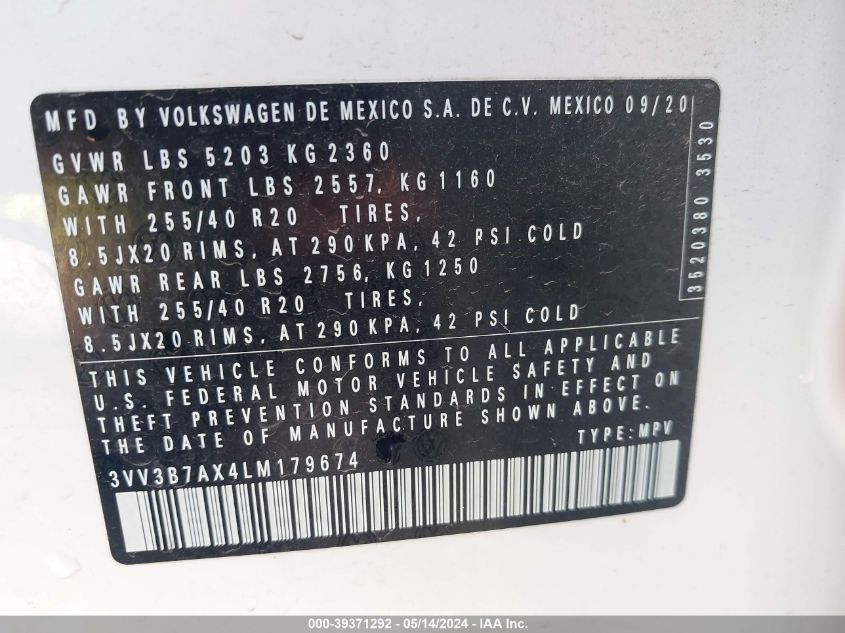 MFD BY VOLKSWAGEN DE MEXICO S.A. DE C.V. MEXICO 09/20
GVWR LBS 5203 KG 2360
GAWR FRONT LBS 2557, KG 1160
WITH 255/40 R20 TIRES,
8.5JX20 RIMS, AT 290 KPA, 42 PSI COLD
GAWR REAR LBS 2756, KG 1250
WITH 255/40 R20 TIRES,
8.5JX20 RIMS, AT 290 KPA, 42 PSI COLD
3520380 3530
THIS VEHICLE CONFORMS TO ALL APPLICABLE
U.S. FEDERAL MOTOR VEHICLE SAFETY AND
THEFT PREVENTION STANDARDS IN EFFECT ON
THE DATE OF MANUFACTURE SHOWN ABOVE.
TYPE: MPV
3VV3B7AX4LM179674
000-39371292 - 05/14/2024 - IAA Inc.